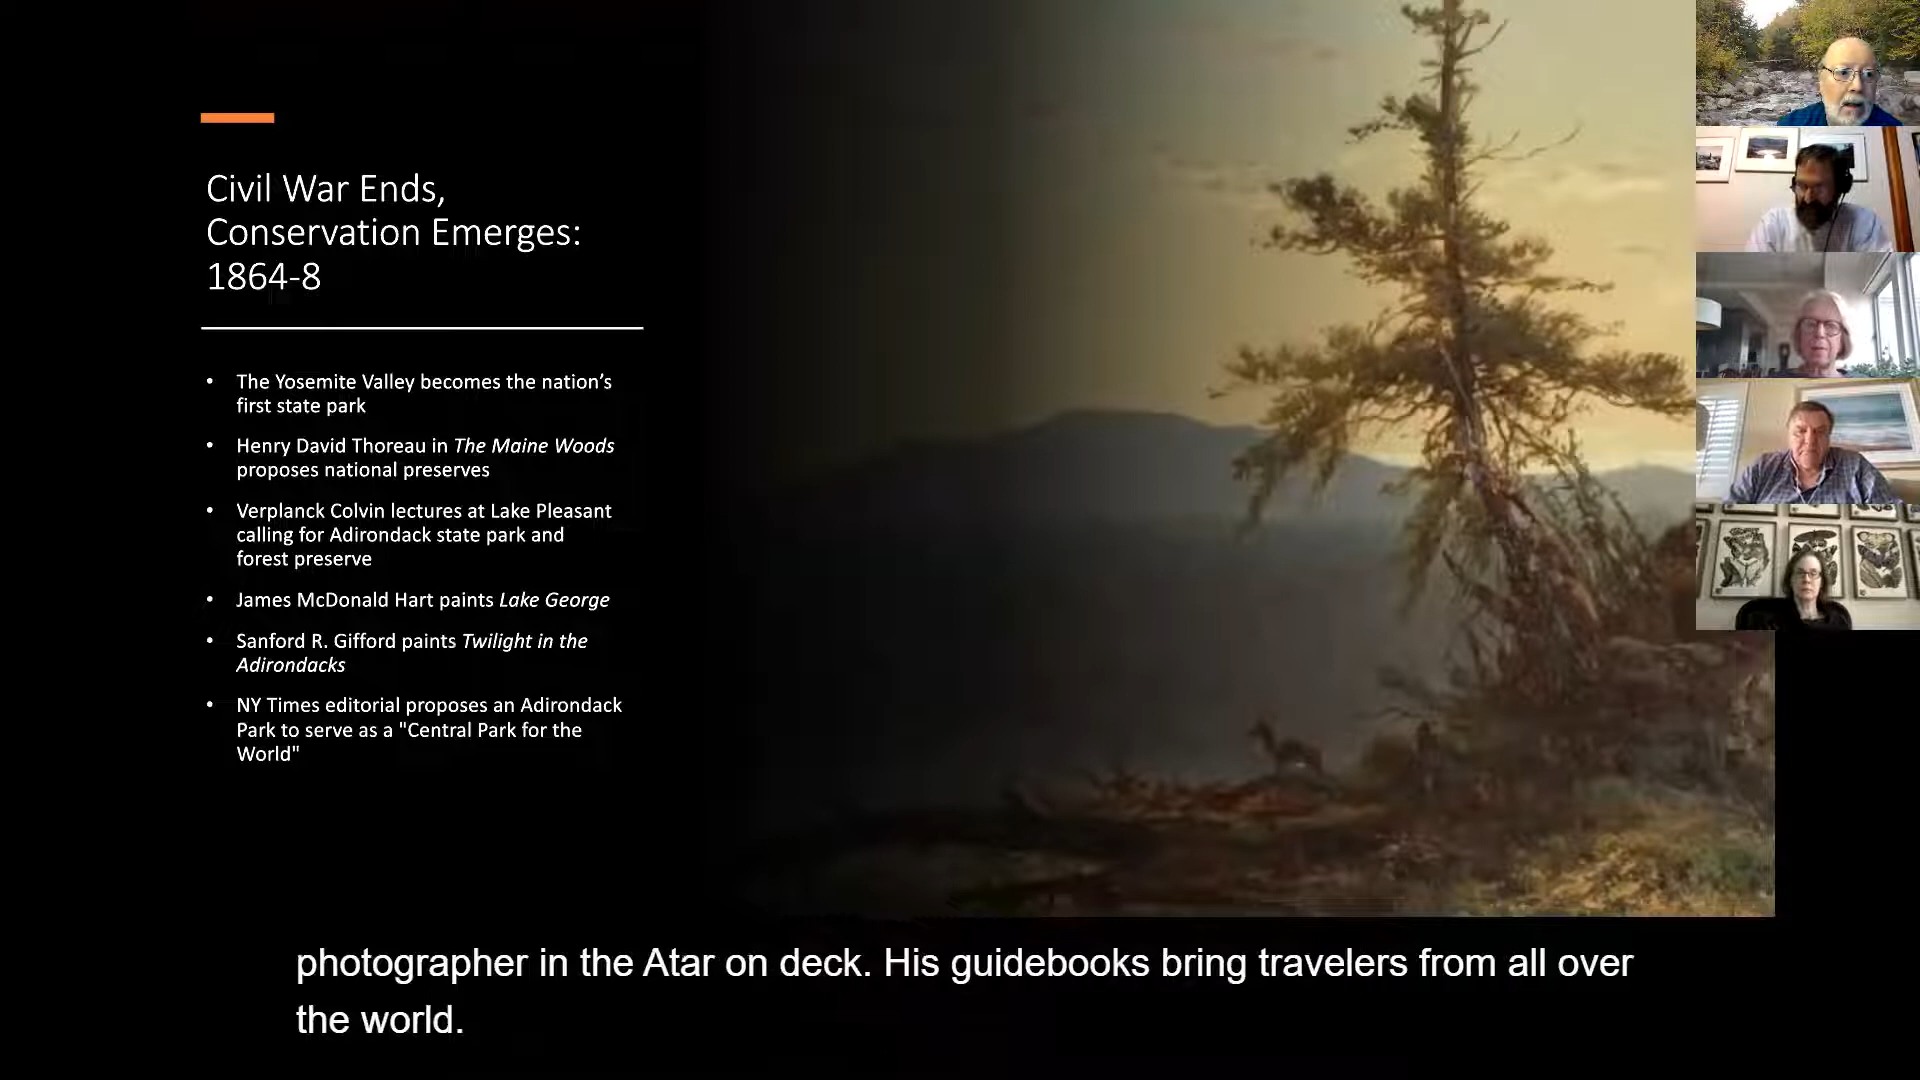 Civil War Ends,
Conservation Emerges:
1864-8
• The Yosemite Valley becomes the nation’s
first state park
• Henry David Thoreau in The Maine Woods
proposes national preserves
• Verplanck Colvin lectures at Lake Pleasant
calling for Adirondack state park and
forest preserve
• James McDonald Hart paints Lake George
• Sanford R. Gifford paints Twilight in the
Adirondacks
• NY Times editorial proposes an Adirondack
Park to serve as a "Central Park for the
World"
photographer in the Atar on deck. His guidebooks bring travelers from all over
the world.